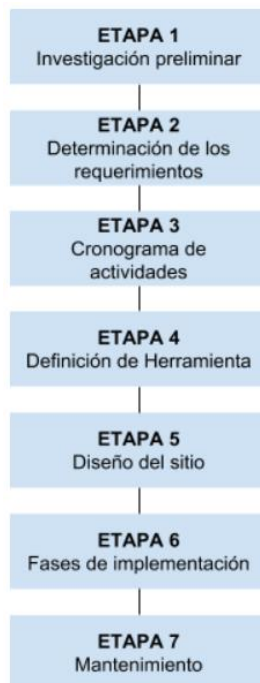 ETAPA 1
Investigación preliminar
ETAPA 2
Determinación de los
requerimientos
ETAPA 3
Cronograma de
actividades
ETAPA 4
Definición de Herramienta
ETAPA 5
Diseño del sitio
ETAPA 6
Fases de implementación
ETAPA 7
Mantenimiento